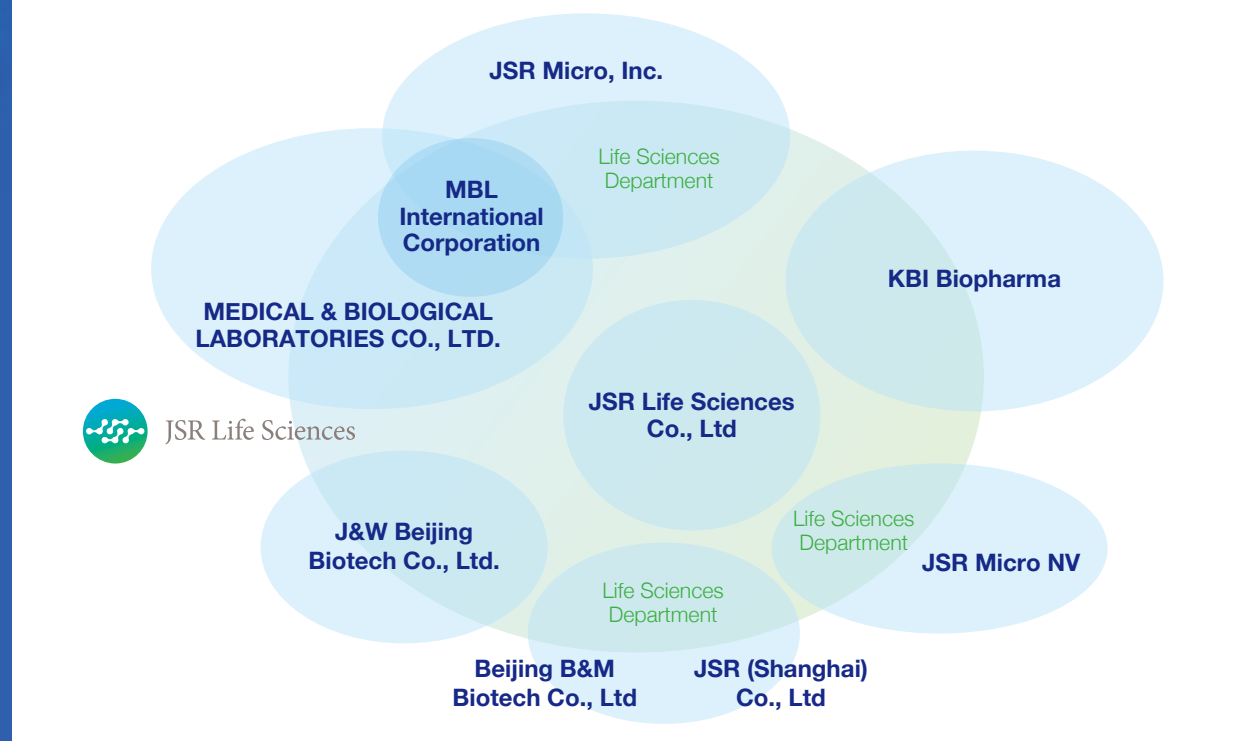 JSR Micro, Inc.
Life Sciences
Department
MBL
International
Corporation
KBI Biopharma
MEDICAL & BIOLOGICAL
LABORATORIES CO., LTD.
JSR Life Sciences
Co., Ltd
JSR Life Sciences
J&W Beijing
Biotech Co., Ltd.
Life Sciences
Department
JSR Micro NV
Life Sciences
Department
Beijing B&M
Biotech Co., Ltd
JSR (Shanghai)
Co., Ltd